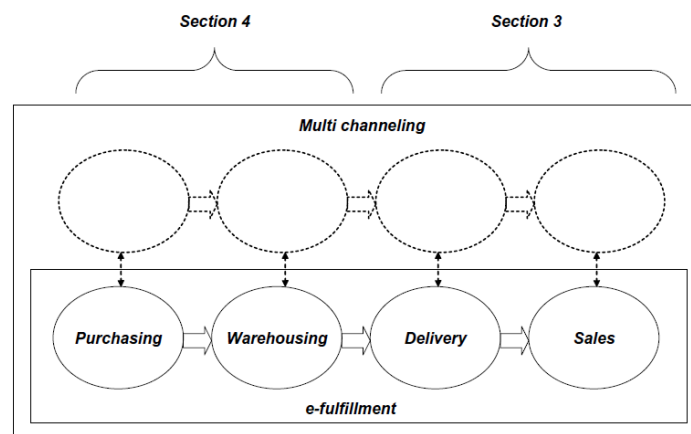 Section 4
Section 3
Multi channeling
Purchasing
Warehousing
Delivery
Sales
e-fulfillment